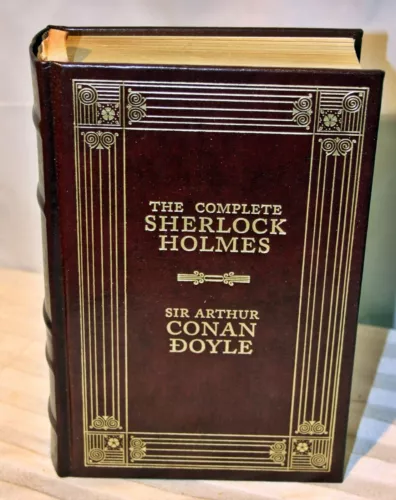 THE COMPLETE
SHERLOCK
HOLMES
SIR ARTHUR
CONAN
DOYLE